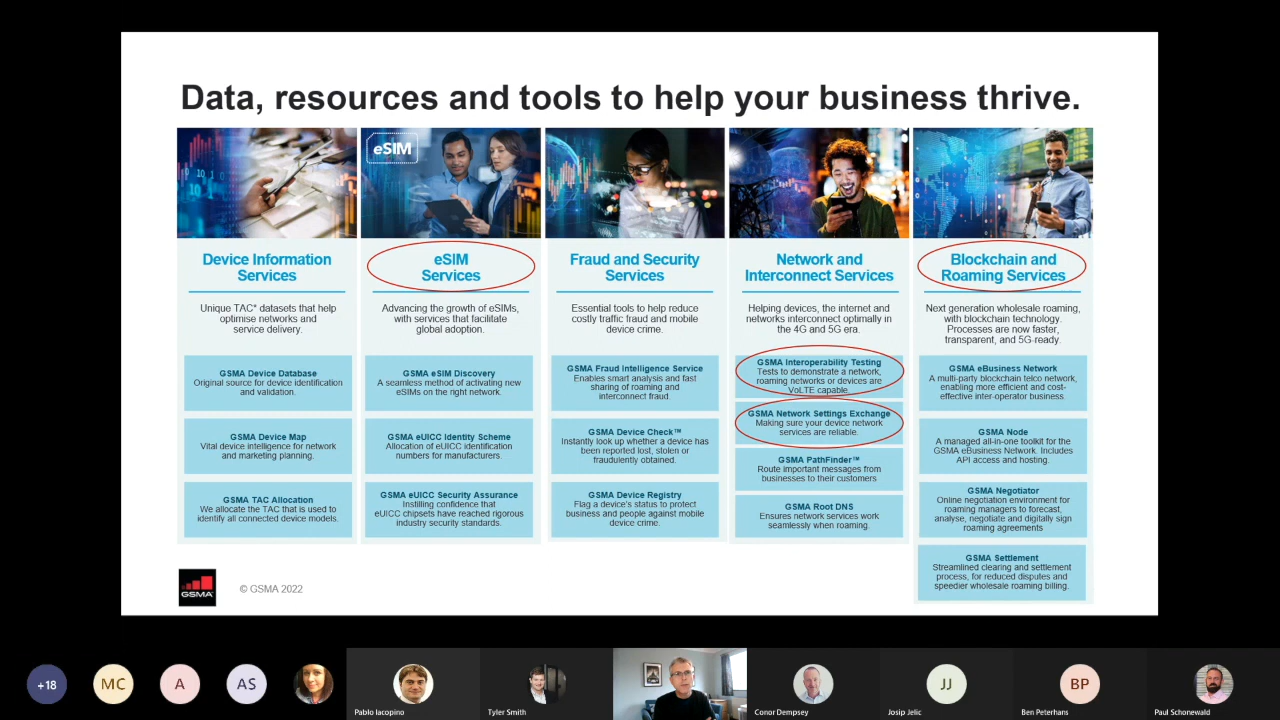 Data, resources and tools to help your business thrive.
eSIM
Device Information
Services
Unique TAC* datasets that help
optimise networks and
service delivery.
GSMA Device Database
Original source for device identification
and validation.
GSMA Device Map
Vital device intelligence for network
and marketing planning.
GSMA TAC Allocation
We allocate the TAC that is used to
identify all connected device models.
eSIM
Services
Advancing the growth of eSIMs,
with services that facilitate
global adoption.
GSMA eSIM Discovery
A seamless method of activating new
eSIMs on the right network.
GSMA eUICC Identity Scheme
Allocation of eUICC identification
numbers for manufacturers.
GSMA eUICC Security Assurance
Instilling confidence that
eUICC chipsets have reached rigorous
industry security standards.
Fraud and Security
Services
Essential tools to help reduce
costly traffic fraud and mobile
device crime.
GSMA Fraud Intelligence Service
Enables smart analysis and fast
sharing of roaming and
interconnect fraud.
GSMA Device Check™
Instantly look up whether a device has
been reported lost, stolen or
fraudulently obtained.
GSMA Device Registry
Flag a device's status to protect
business and people against mobile
device crime.
Network and
Interconnect Services
Helping devices, the internet and
networks interconnect optimally in
the 4G and 5G era.
GSMA Interoperability Testing
Tests to demonstrate a network,
roaming networks or devices are
VoLTE capable.
GSMA Network Settings Exchange
Making sure your device network
services are reliable.
GSMA PathFinder™
Route important messages from
businesses to their customers
GSMA Root DNS
Ensures network services work
seamlessly when roaming.
Blockchain and
Roaming Services
Next generation wholesale roaming,
with blockchain technology.
Processes are now faster,
transparent, and 5G-ready.
GSMA eBusiness Network
A multi-party blockchain telco network,
enabling more efficient and cost-
effective inter-operator business.
GSMA Node
A managed all-in-one toolkit for the
GSMA eBusiness Network. Includes
API access and hosting.
GSMA Negotiator
Online negotiation environment for
roaming managers to forecast,
analyse, negotiate and digitally sign
roaming agreements
GSMA Settlement
Streamlined clearing and settlement
process, for reduced disputes and
speedier wholesale roaming billing.
GSMA
© GSMA 2022
+18
MC
A
AS
Pablo Iacopino
Tyler Smith
Conor Dempsey
JJ
Josip Jelic
BP
Ben Peterhans
Paul Schonewald